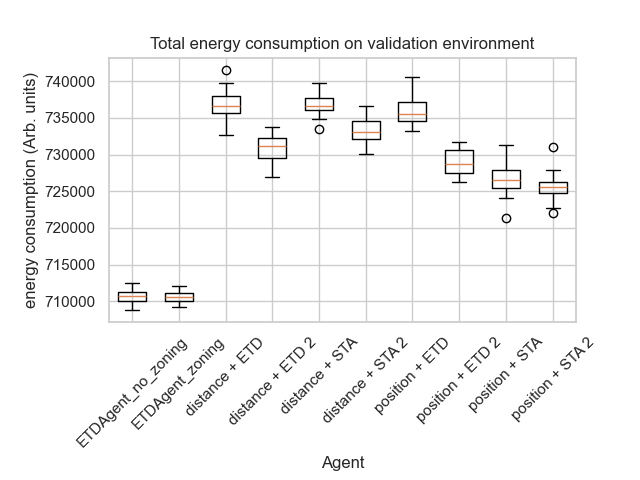 Total energy consumption on validation environment
energy consumption (Arb. units)
740000
735000
730000
725000
720000
715000
710000
ETDAgent_no_zoning
ETDAgent_zoning
distance + ETD
distance + ETD 2
distance + STA
distance + STA 2
position + ETD
position + ETD 2
position + STA
position + STA 2
Agent